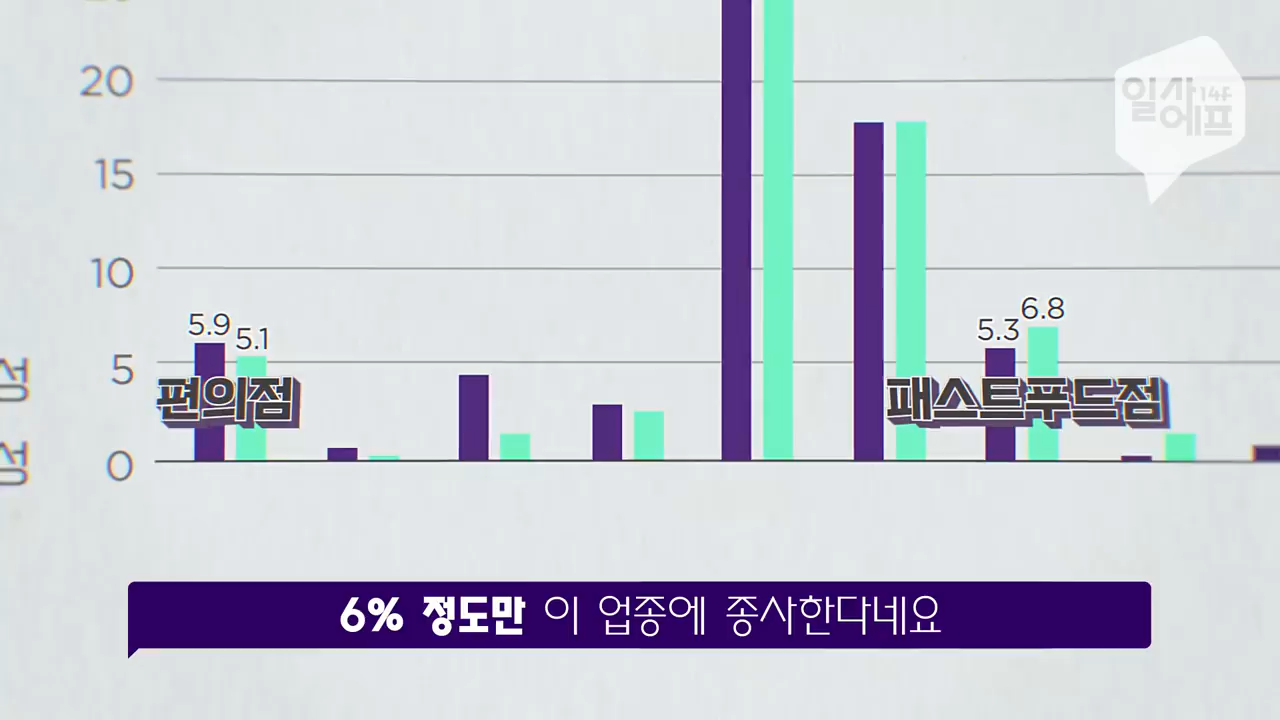 20
일사 14F
에프
15
10
5.9 5.1
5.3 6.8
5
편의점
패스트푸드점
0
6% 정도만 이 업종에 종사한다네요